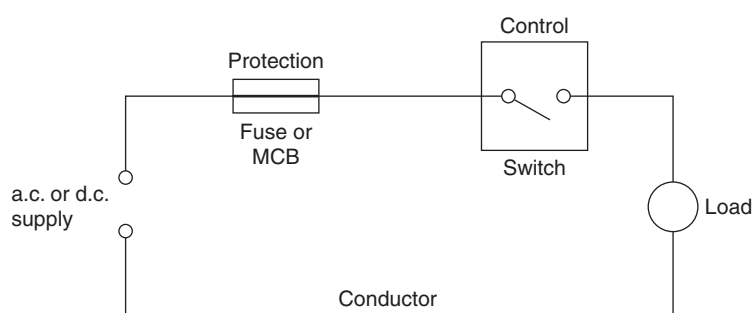 Control
Protection
Fuse or
MCB
Switch
a.c. or d.c.
supply
Load
Conductor